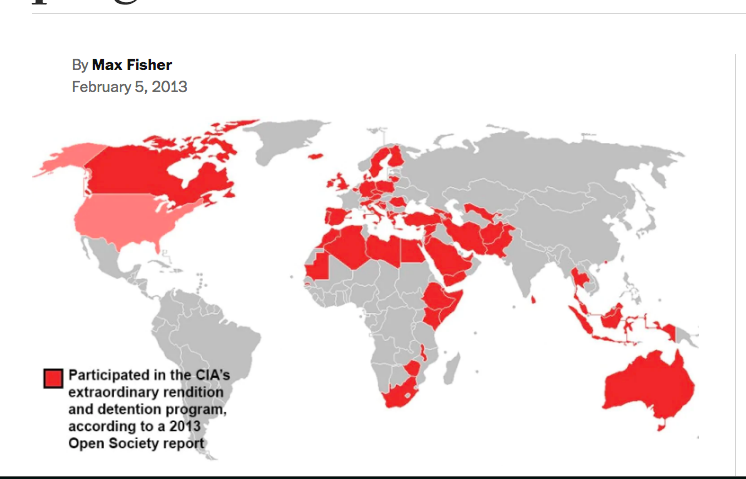 By Max Fisher
February 5, 2013
Participated in the CIA's
extraordinary rendition
and detention program,
according to a 2013
Open Society report